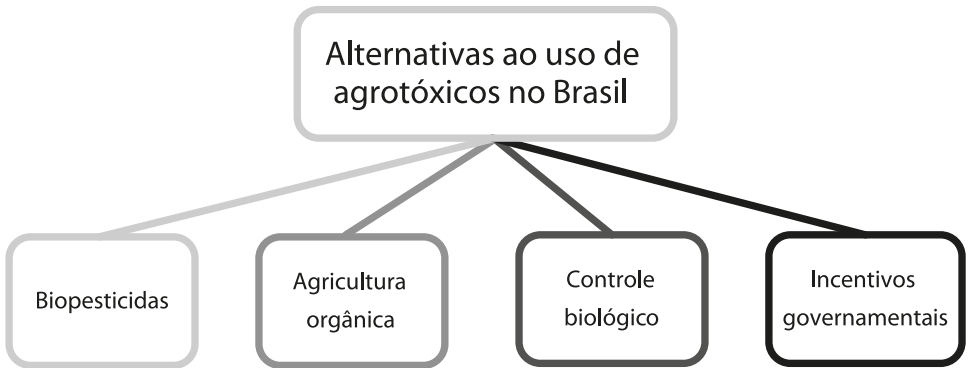 Alternativas ao uso de
agrotóxicos no Brasil
Biopesticidas
Agricultura
orgânica
Controle
biológico
Incentivos
governamentais